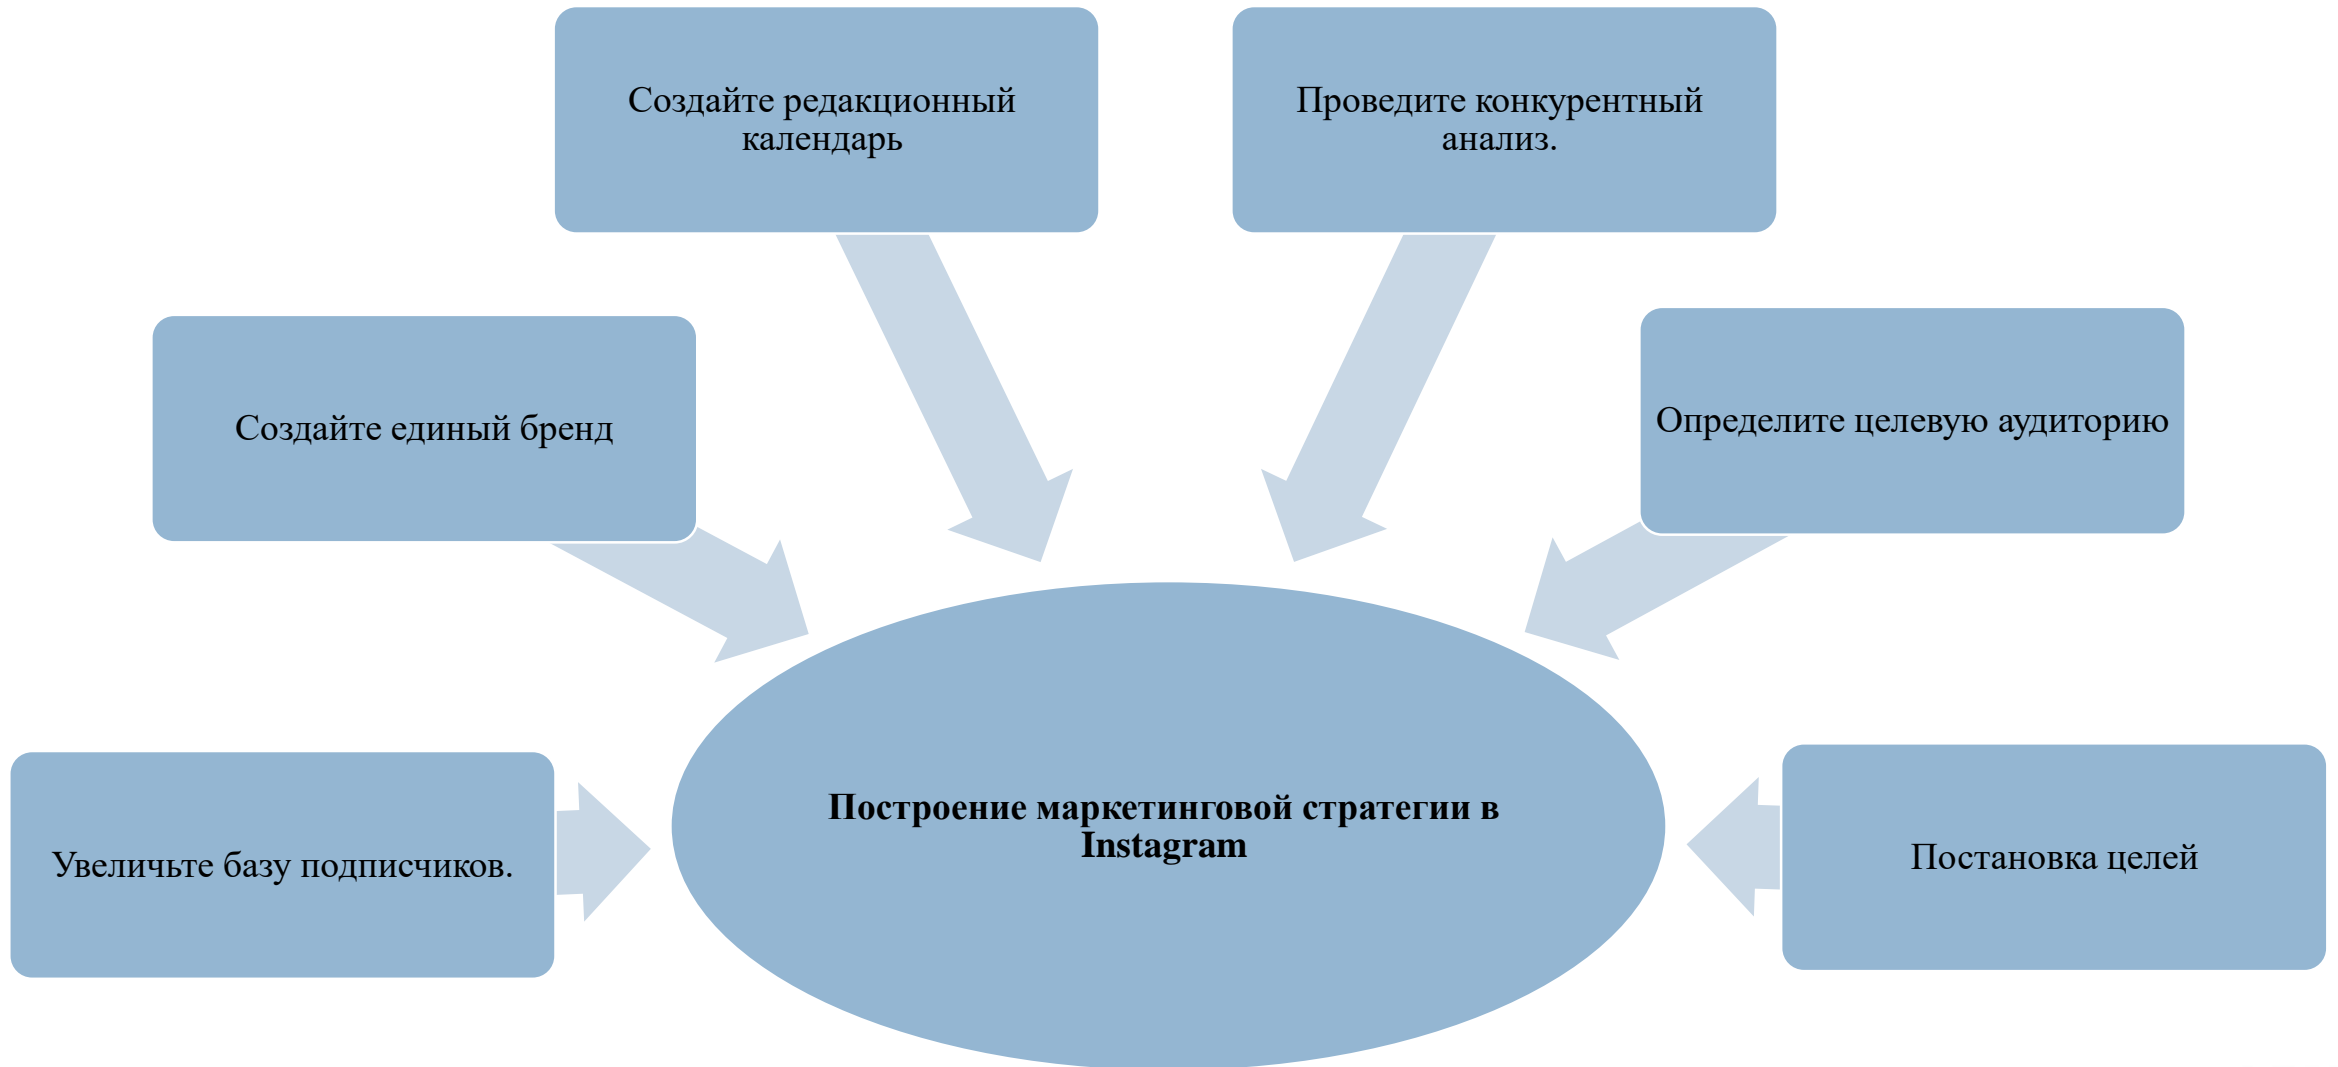 Создайте редакционный
календарь
Проведите конкурентный
анализ.
Создайте единый бренд
Определите целевую аудиторию
Увеличьте базу подписчиков.
Построение маркетинговой стратегии в
Instagram
Постановка целей